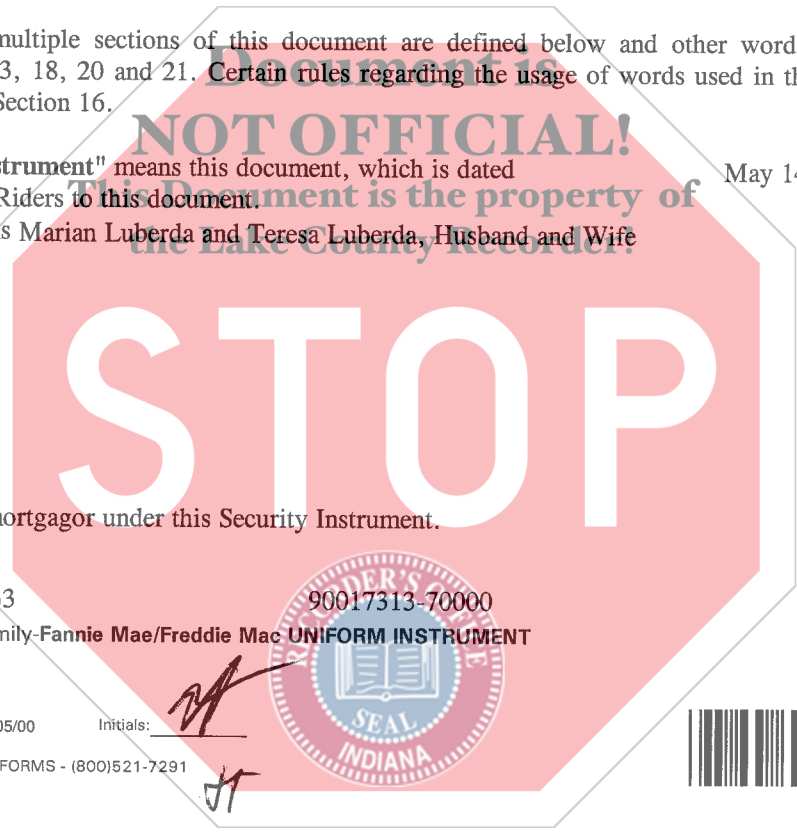 multiple sections of this document are defined below and other word
3, 18, 20 and 21. Certain rules regarding the usage of words used in th
Section 16.
Document is
NOT OFFICIAL!
This Document is the property of
the Lake County Recorder!
strument" means this document, which is dated May 14
Riders to this document.
s Marian Luberda and Teresa Luberda, Husband and Wife
STOP
ortgagor under this Security Instrument.
3 90017313-70000
mily-Fannie Mae/Freddie Mac UNIFORM INSTRUMENT
RECORDER'S OFFICE
SEAL
INDIANA
05/00 Initials:
FORMS - (800)521-7291